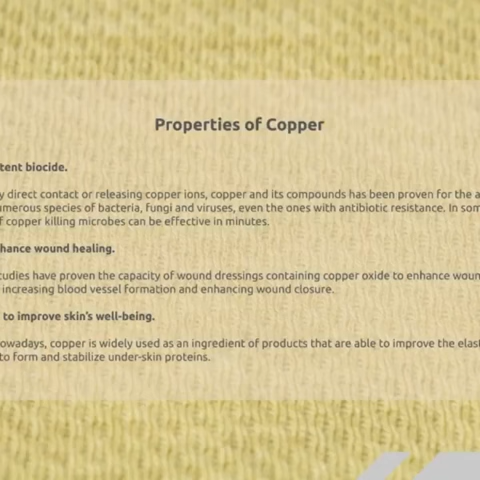 Properties of Copper
tent biocide.
y direct contact or releasing copper ions, copper and its compounds has been proven for the a
umerous species of bacteria, fungi and viruses, even the ones with antibiotic resistance. In som
f copper killing microbes can be effective in minutes.
hance wound healing.
tudies have proven the capacity of wound dressings containing copper oxide to enhance woun
increasing blood vessel formation and enhancing wound closure.
to improve skin's well-being.
owadays, copper is widely used as an ingredient of products that are able to improve the elast
to form and stabilize under-skin proteins.